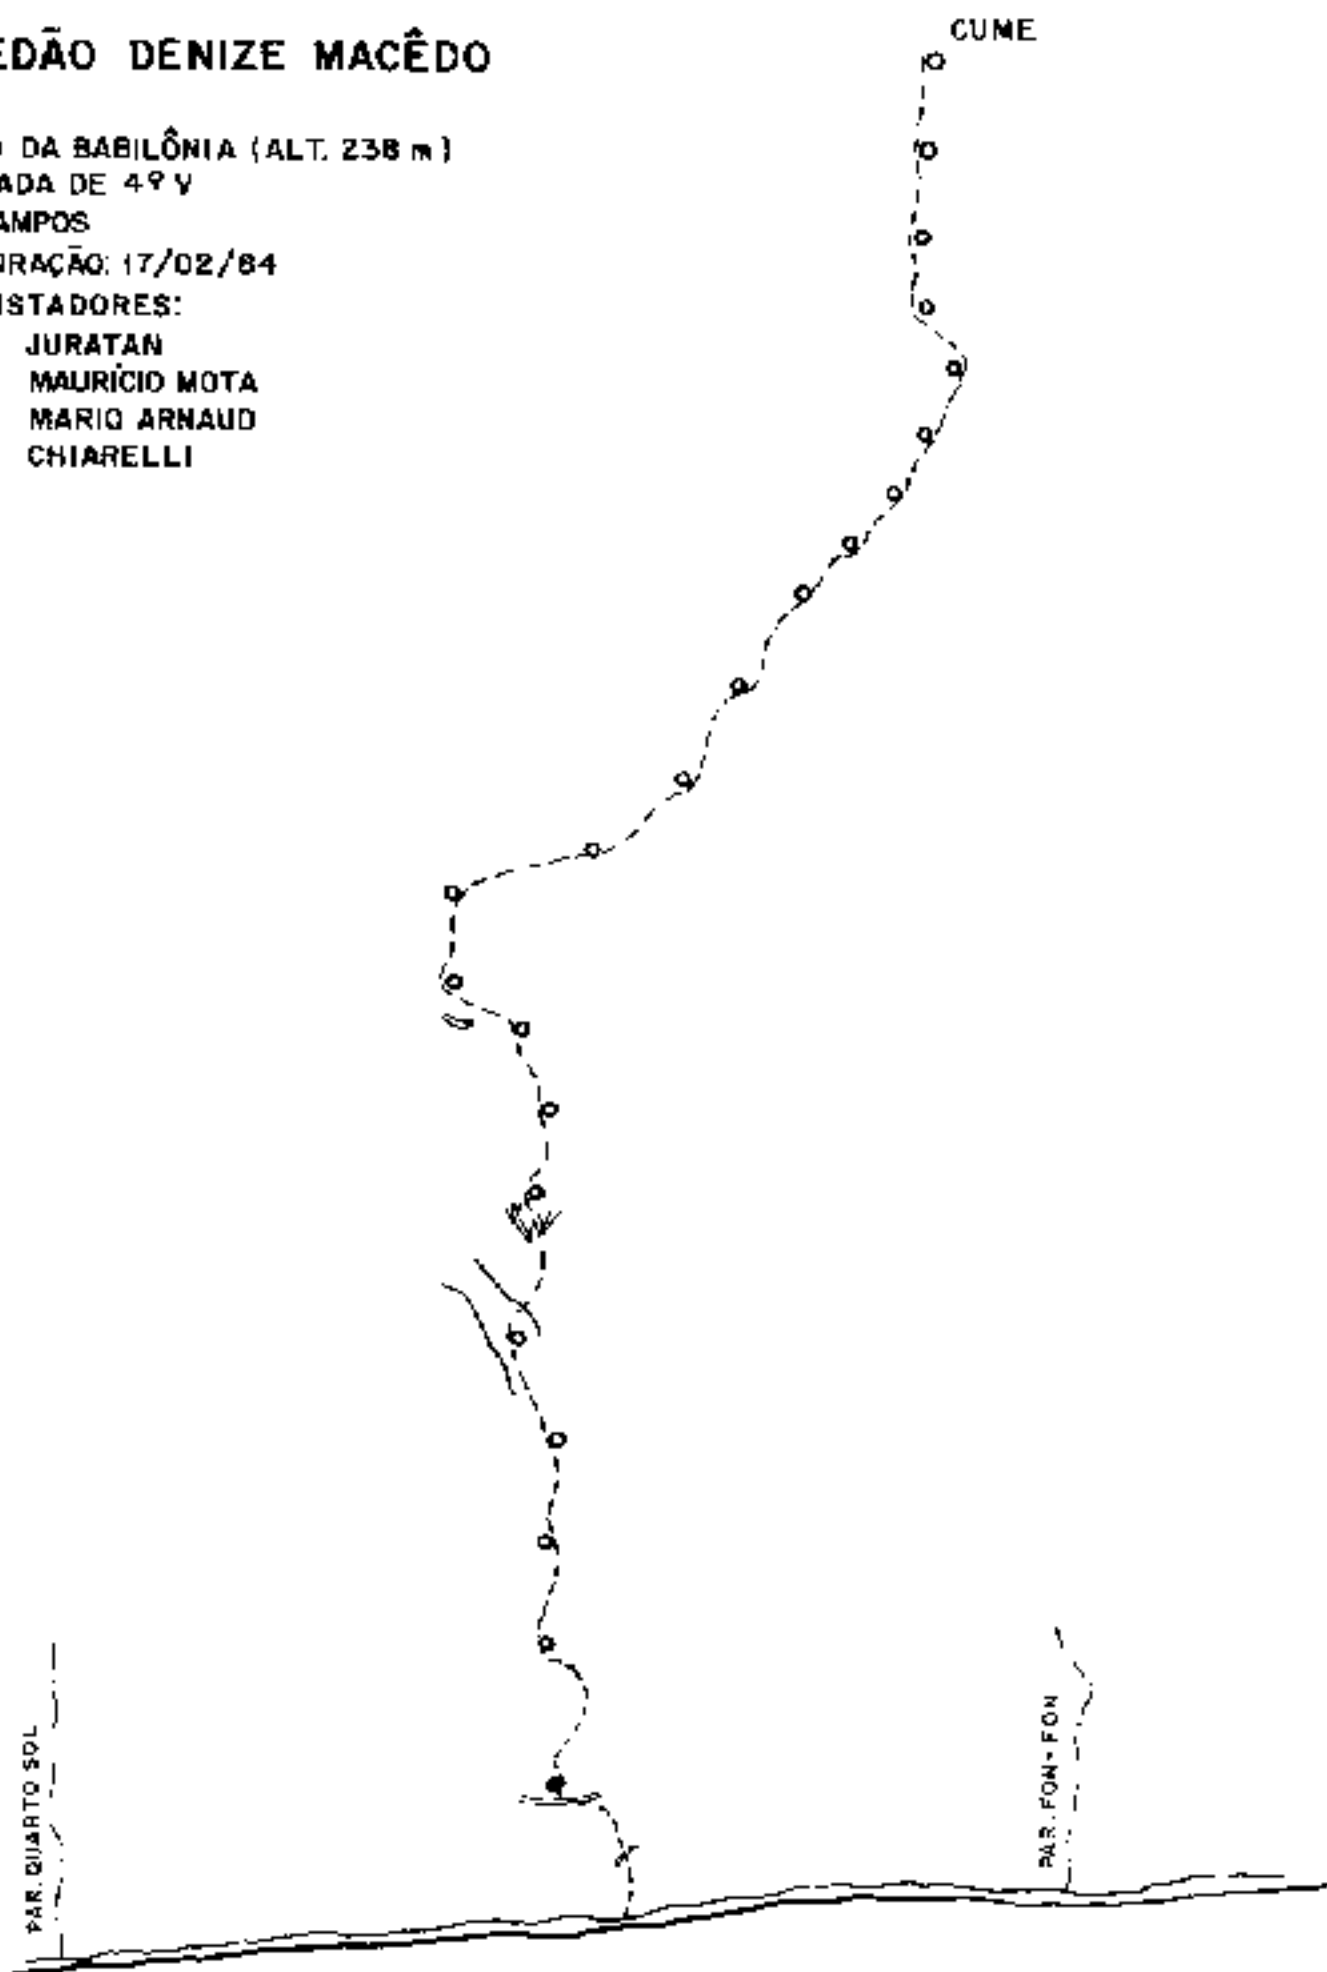 EDÃO DENIZE MACÊDO
DA BABILÔNIA (ALT. 238 m)
ADA DE 4º V
AMPOS
RAÇÃO: 17/02/84
ISTADORES:
JURATAN
MAURÍCIO MOTA
MARIO ARNAUD
CHIARELLI
CUME
PAR. QUARTO SOL
PAR. FON-FON